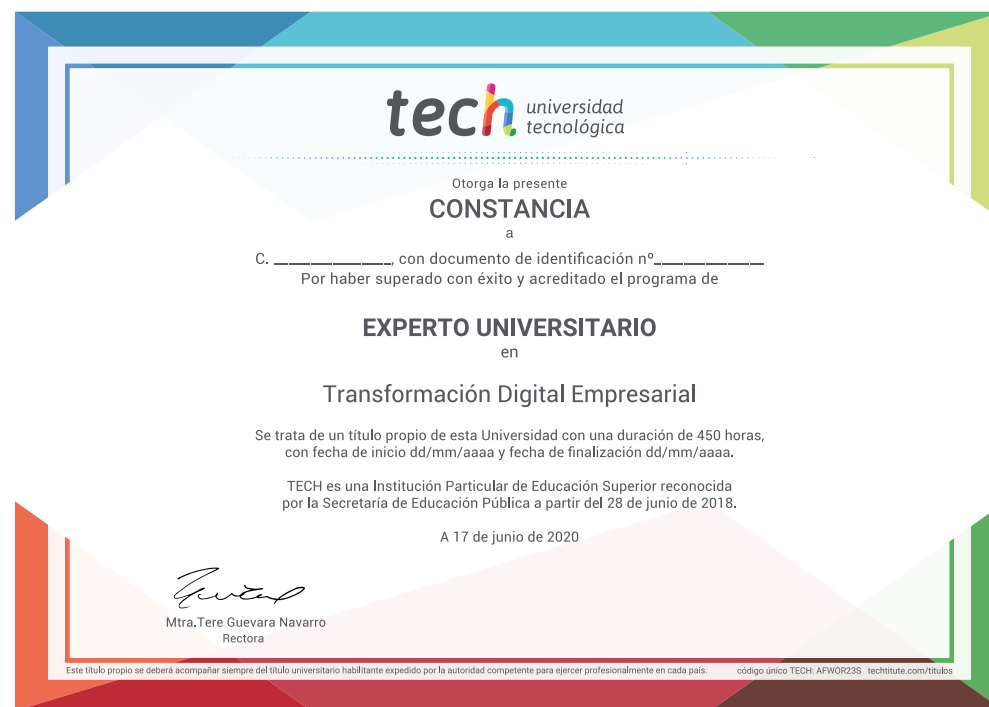 tech universidad
tecnológica
Otorga la presente
CONSTANCIA
a
C. ______________, con documento de identificación nº______________
Por haber superado con éxito y acreditado el programa de
EXPERTO UNIVERSITARIO
en
Transformación Digital Empresarial
Se trata de un título propio de esta Universidad con una duración de 450 horas,
con fecha de inicio dd/mm/aaaa y fecha de finalización dd/mm/aaaa.
TECH es una Institución Particular de Educación Superior reconocida
por la Secretaría de Educación Pública a partir del 28 de junio de 2018.
A 17 de junio de 2020
Mtra.Tere Guevara Navarro
Rectora
Este título propio se deberá acompañar siempre del título universitario habilitante expedido por la autoridad competente para ejercer profesionalmente en cada país. código único TECH: AFWOR23S techtitute.com/titulos